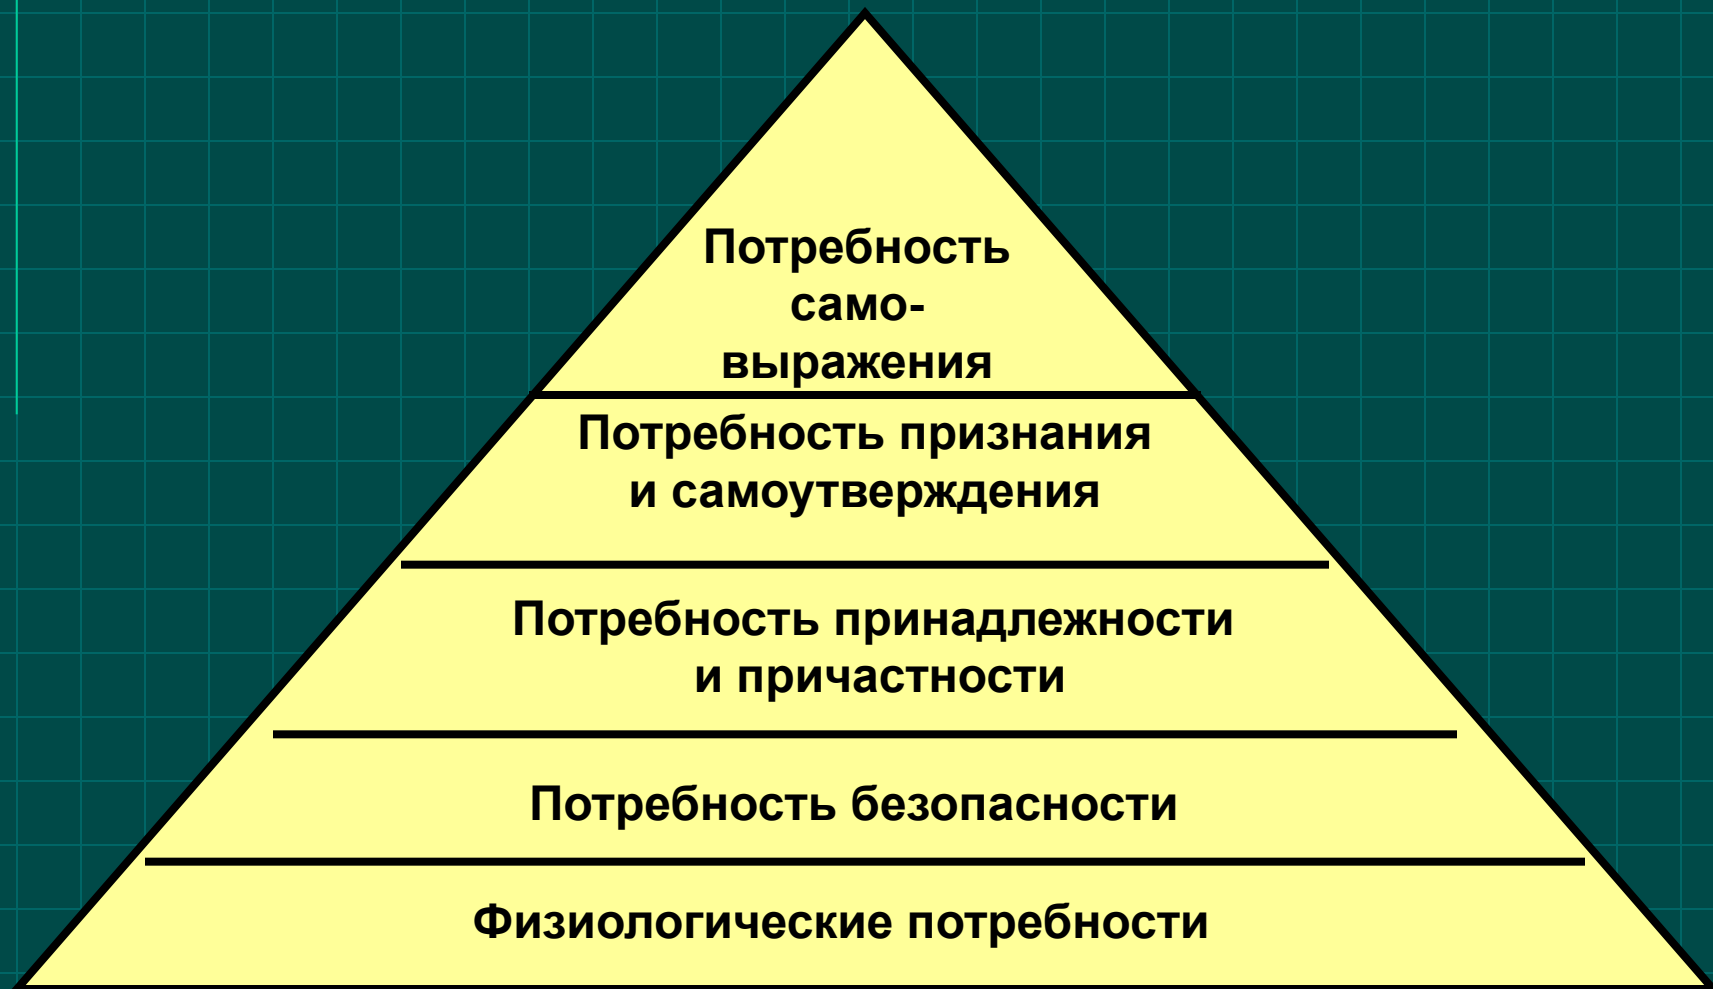 Потребность
само-
выражения
Потребность признания
и самоутверждения
Потребность принадлежности
и причастности
Потребность безопасности
Физиологические потребности